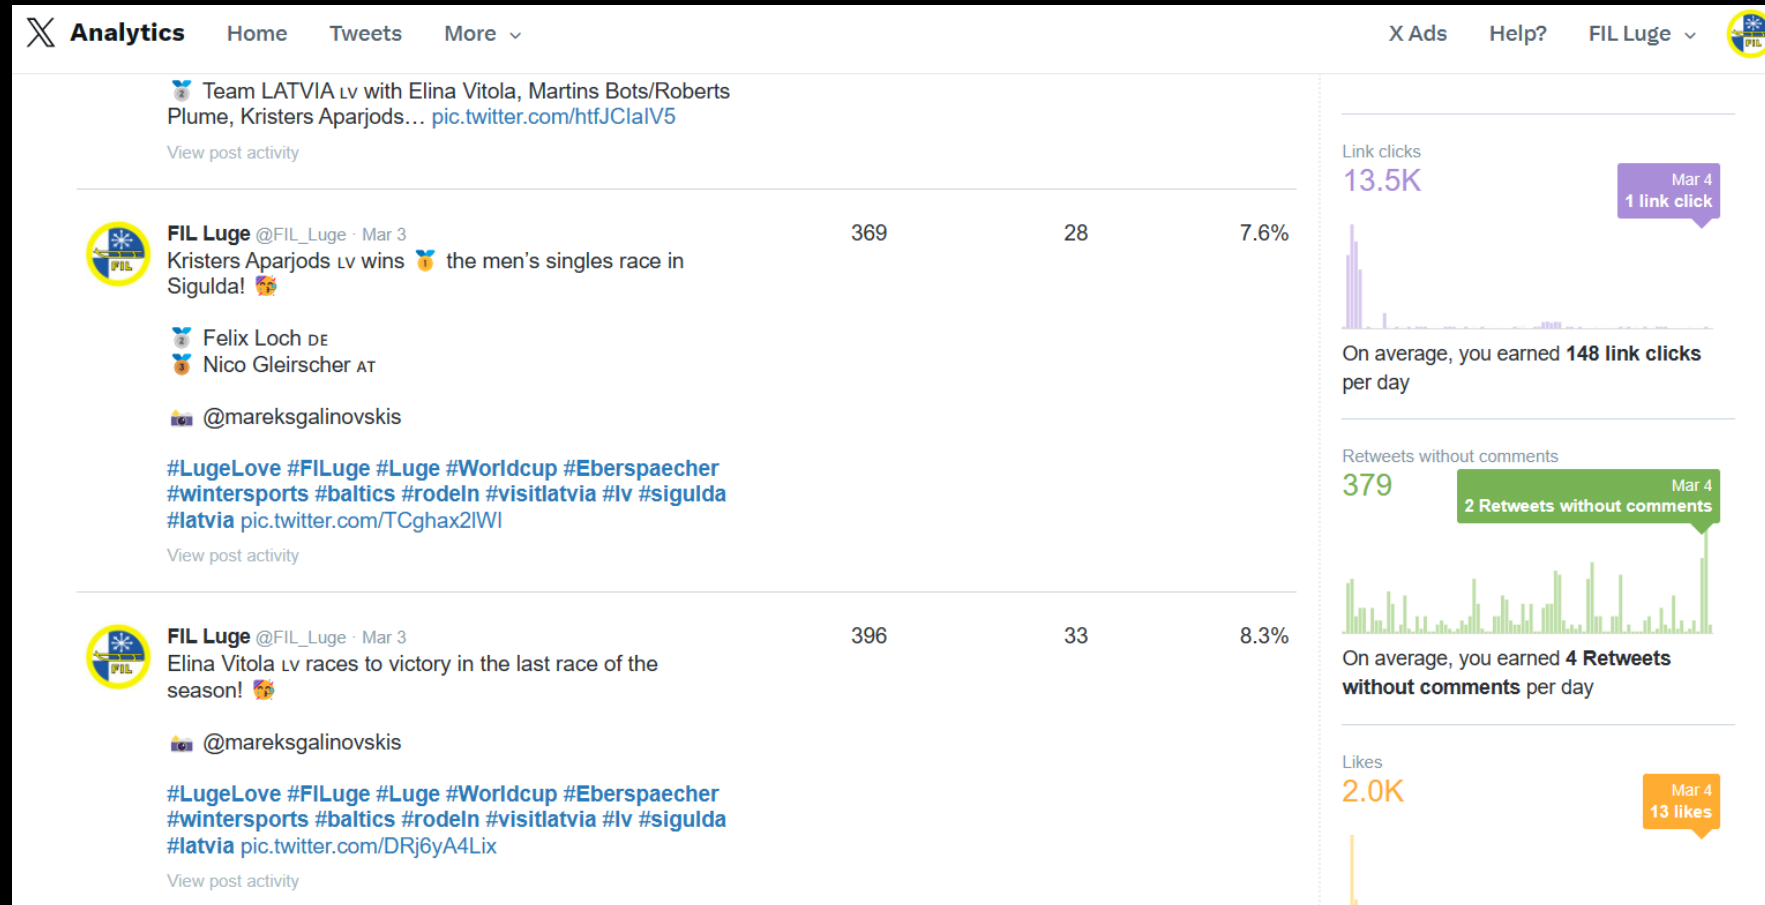 Analytics Home Tweets More X Ads Help? FIL Luge
Team LATVIA LV with Elina Vitola, Martins Bots/Roberts
Plume, Kristers Aparjods… pic.twitter.com/htfJClaIV5
View post activity
FIL Luge @FIL_Luge · Mar 3 369 28 7.6%
Kristers Aparjods LV wins 🥇 the men’s singles race in
Sigulda! 🥳
🥈 Felix Loch DE
🥉 Nico Gleirscher AT
📸 @mareksgalinovskis
#LugeLove #FILuge #Luge #Worldcup #Eberspaecher
#wintersports #baltics #rodeln #visitlatvia #lv #sigulda
#latvia pic.twitter.com/TCghax2lWI
View post activity
FIL Luge @FIL_Luge · Mar 3 396 33 8.3%
Elina Vitola LV races to victory in the last race of the
season! 🥳
📸 @mareksgalinovskis
#LugeLove #FILuge #Luge #Worldcup #Eberspaecher
#wintersports #baltics #rodeln #visitlatvia #lv #sigulda
#latvia pic.twitter.com/DRj6yA4Lix
View post activity
Link clicks
13.5K
Mar 4
1 link click
On average, you earned 148 link clicks
per day
Retweets without comments
379
Mar 4
2 Retweets without comments
On average, you earned 4 Retweets
without comments per day
Likes
2.0K
Mar 4
13 likes